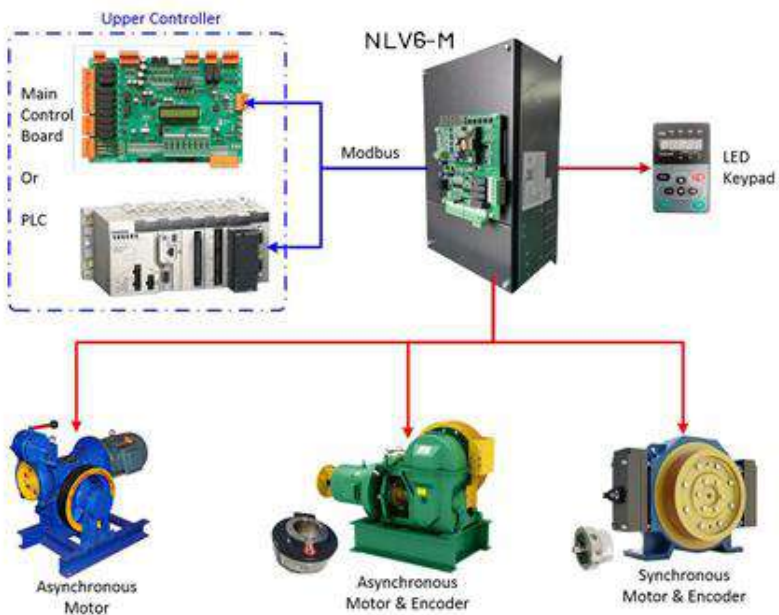 Upper Controller
NLV6-M
Main
Control
Board
Or
PLC
Modbus
LED
Keypad
Asynchronous
Motor
Asynchronous
Motor & Encoder
Synchronous
Motor & Encoder